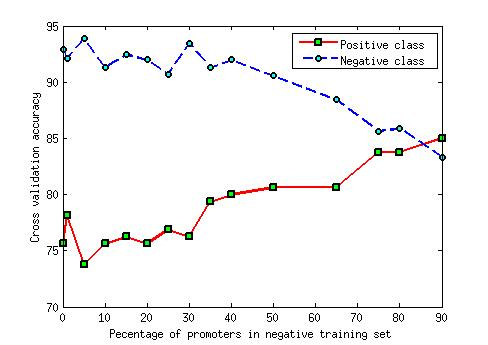 95
90
85
80
75
70
0 10 20 30 40 50 60 70 80 90
Cross validation accuracy
Pecentage of promoters in negative training set
Positive class
Negative class